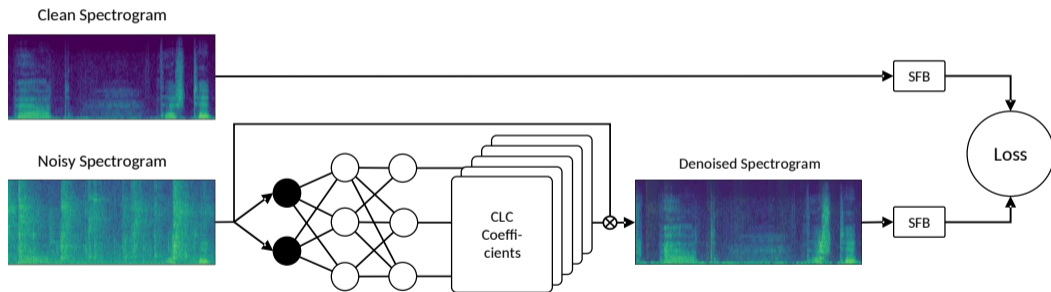 Clean Spectrogram
SFB
Noisy Spectrogram
Denoised Spectrogram
Loss
CLC
Coeffi-
cients
SFB